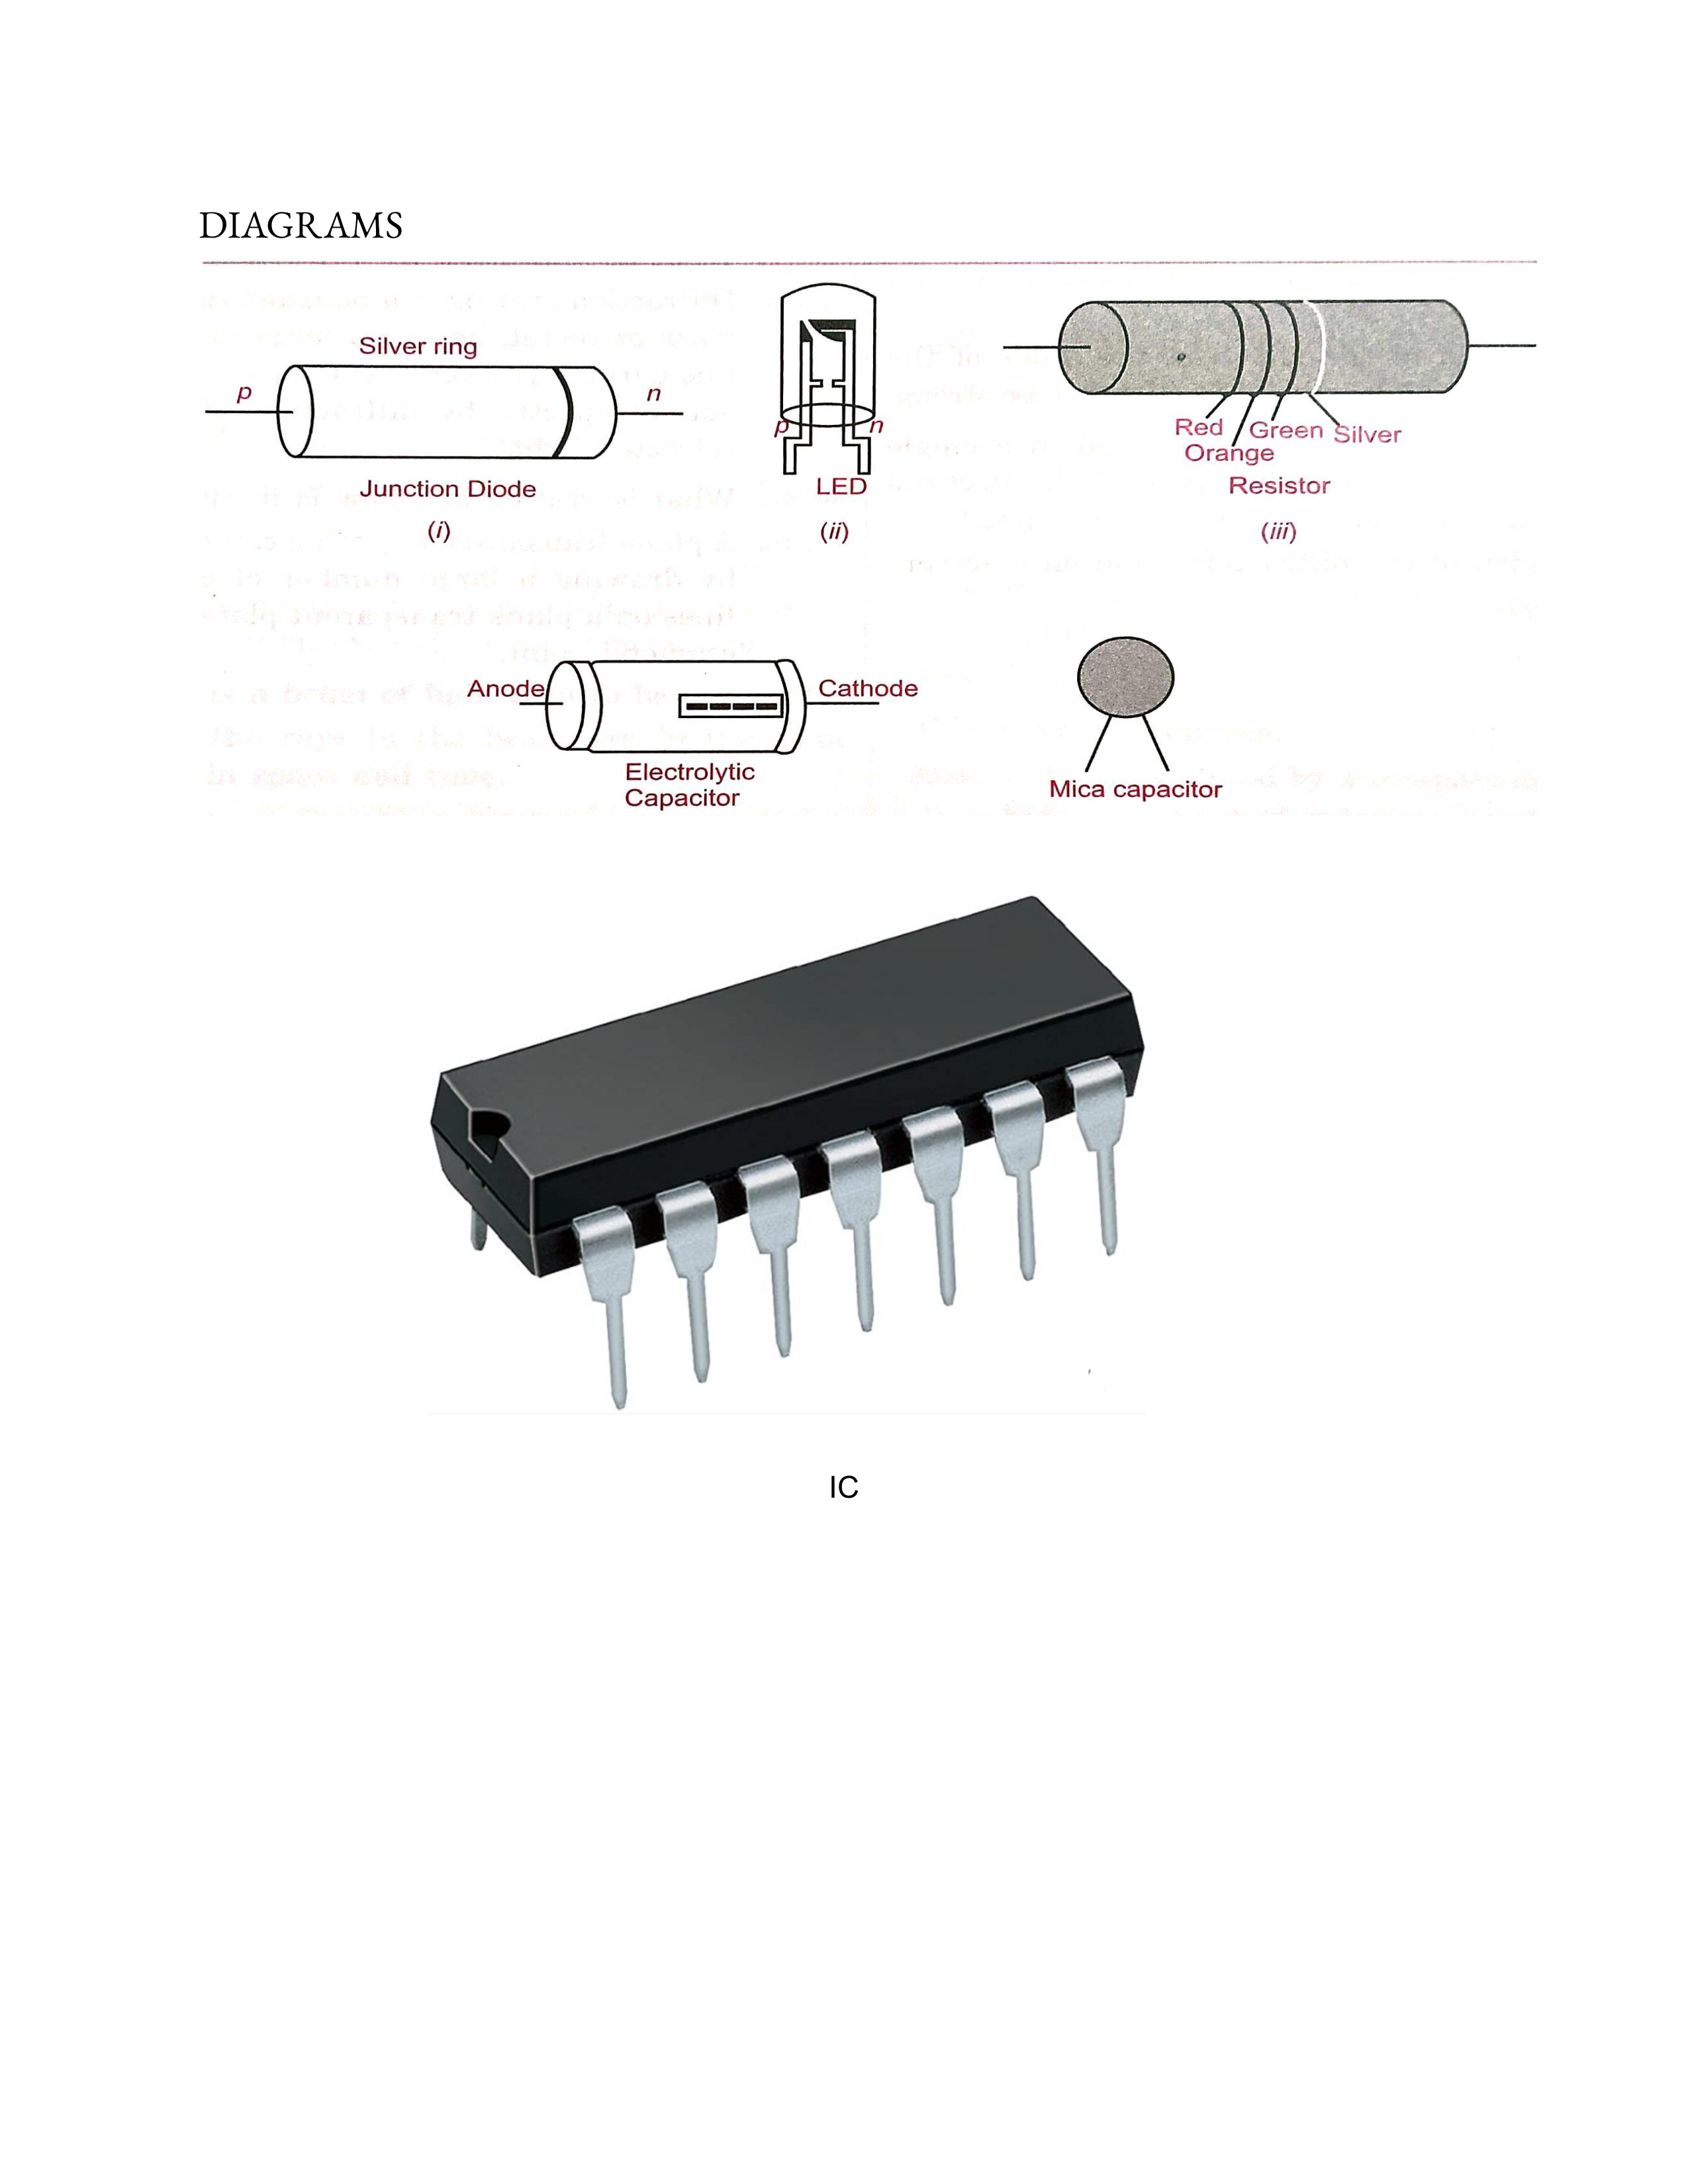 DIAGRAMS
Silver ring
p
n
Junction Diode
(i)
p
n
LED
(ii)
Red
Green
Silver
Orange
Resistor
(iii)
Anode
Cathode
Electrolytic
Capacitor
Mica capacitor
IC